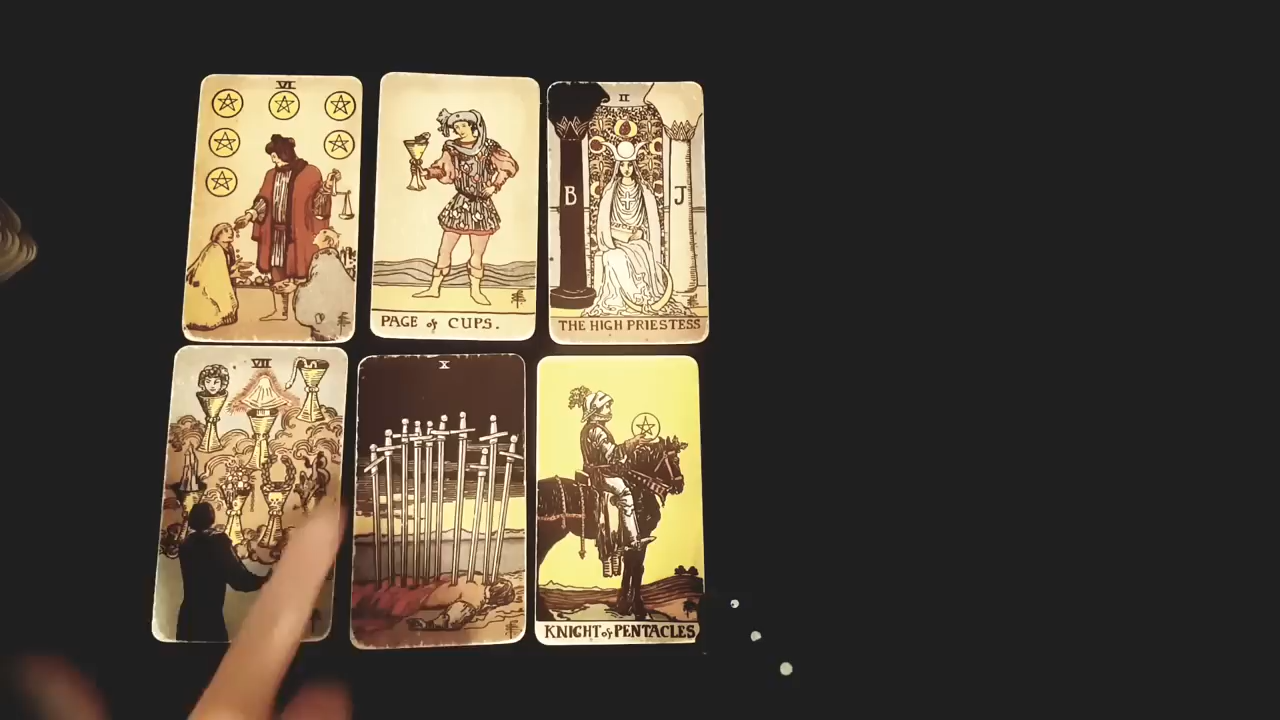 VI
PAGE of CUPS.
II
B J
THE HIGH PRIESTESS
VII
X
KNIGHT of PENTACLES